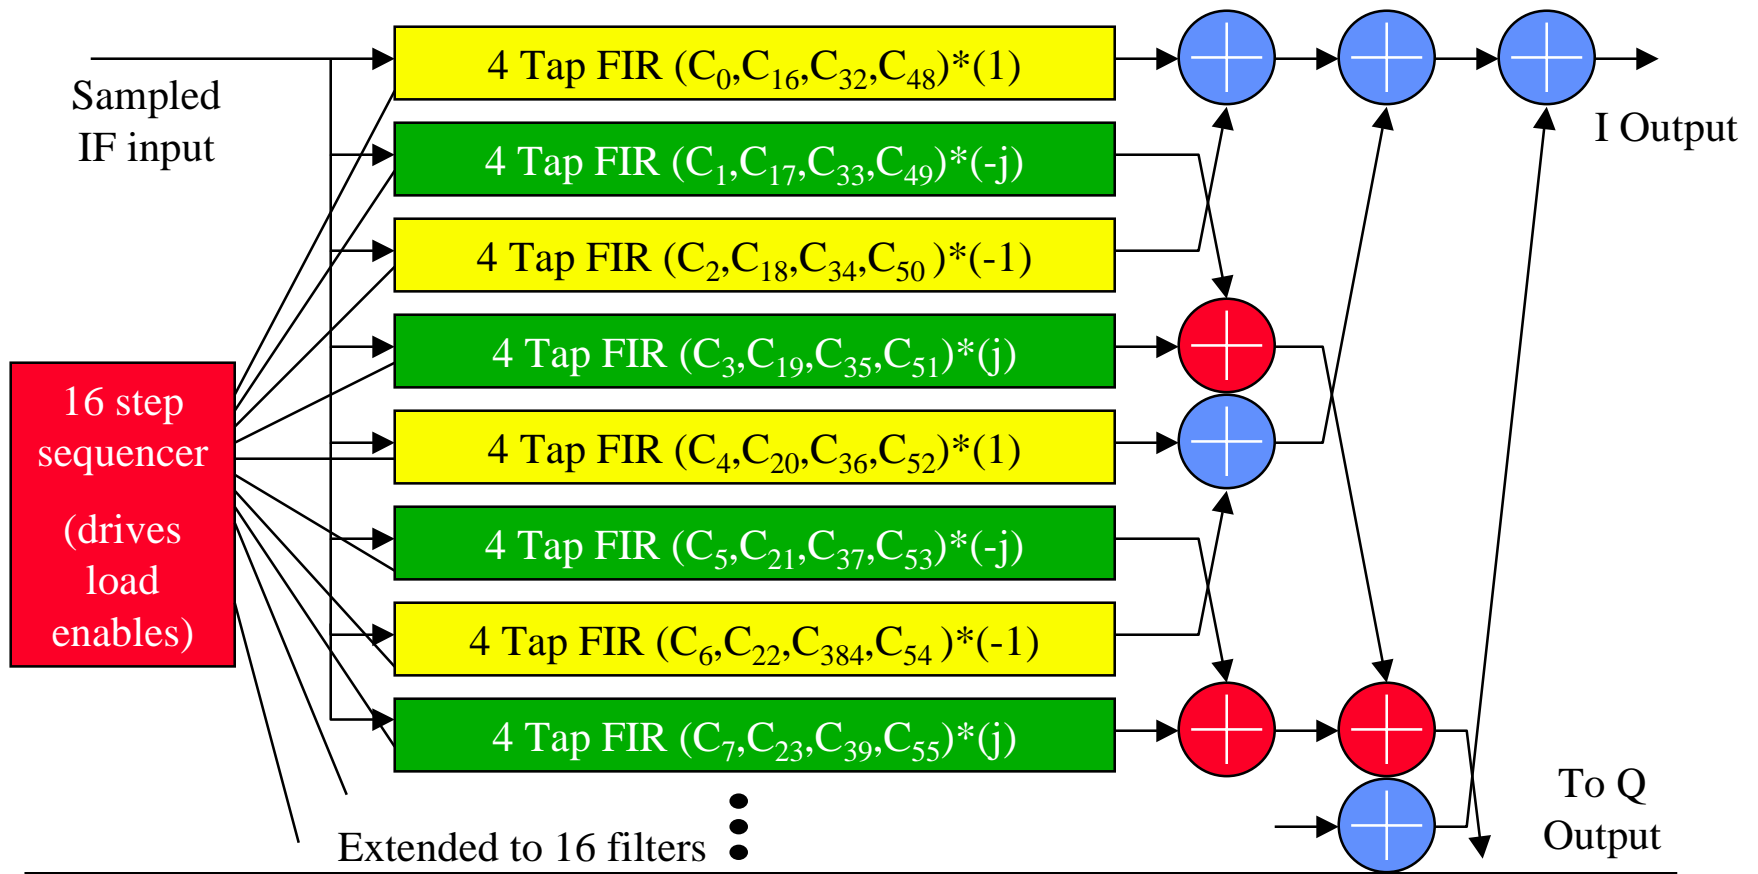 4 Tap FIR (C0,C16,C32,C48)*(1)
Sampled
IF input
I Output
4 Tap FIR (C1,C17,C33,C49)*(-j)
4 Tap FIR (C2,C18,C34,C50 )*(-1)
4 Tap FIR (C3,C19,C35,C51)*(j)
16 step
sequencer
(drives
load
enables)
4 Tap FIR (C4,C20,C36,C52)*(1)
4 Tap FIR (C5,C21,C37,C53)*(-j)
4 Tap FIR (C6,C22,C384,C54 )*(-1)
4 Tap FIR (C7,C23,C39,C55)*(j)
To Q
Output
Extended to 16 filters